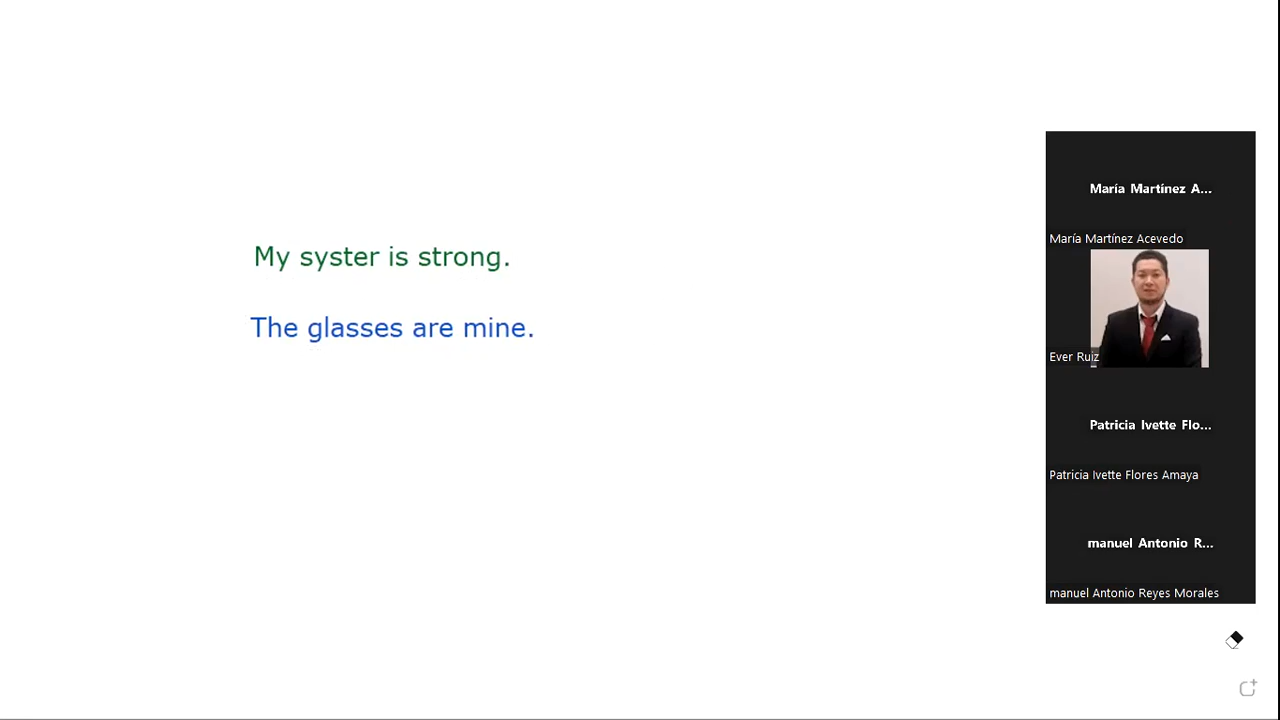 My syster is strong.
The glasses are mine.
María Martínez A...
María Martínez Acevedo
Ever Ruiz
Patricia Ivette Flo...
Patricia Ivette Flores Amaya
manuel Antonio R...
manuel Antonio Reyes Morales